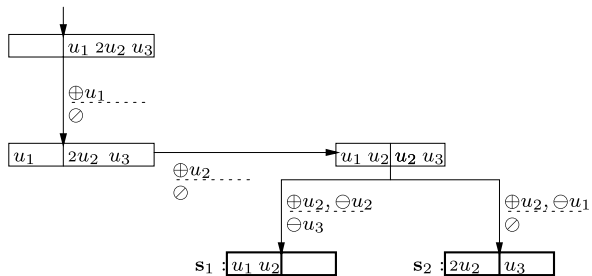 u₁ 2u₂ u₃
⊕u₁
⊘
u₁ 2u₂ u₃
⊕u₂
⊘
u₁ u₂ u₂ u₃
⊕u₂, ⊖u₂
⊖u₃
⊕u₂, ⊖u₁
⊘
s₁ : u₁ u₂
s₂ : 2u₂ u₃